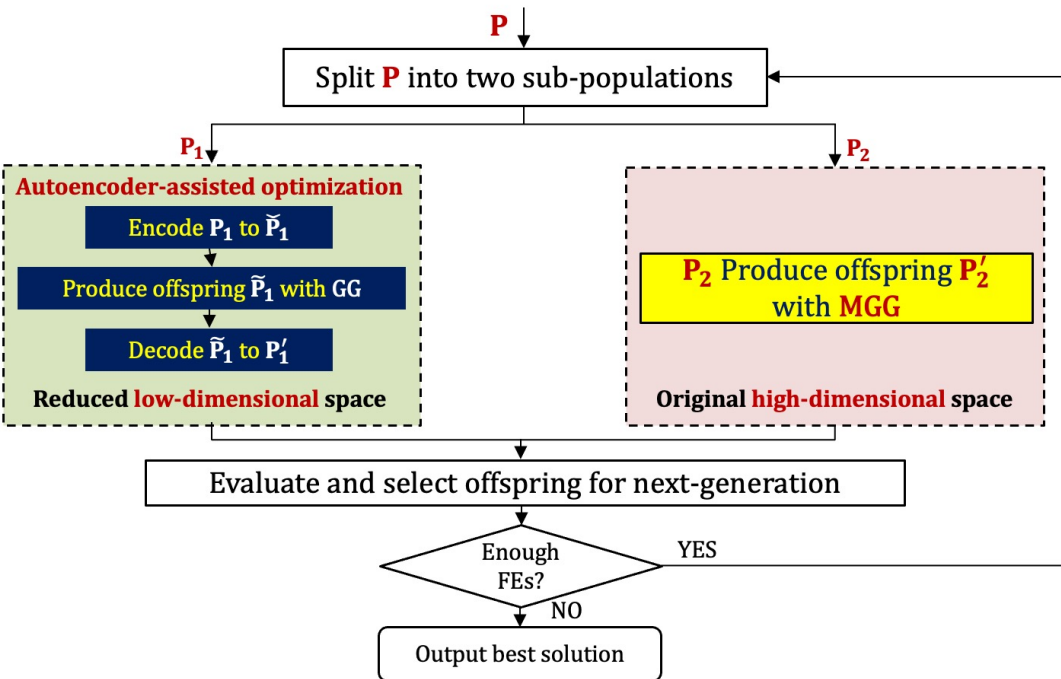 P
Split P into two sub-populations
P₁
P₂
Autoencoder-assisted optimization
Encode P₁ to P̆₁
Produce offspring P̃₁ with GG
Decode P̃₁ to P₁′
Reduced low-dimensional space
P₂ Produce offspring P₂′
with MGG
Original high-dimensional space
Evaluate and select offspring for next-generation
Enough
FEs?
YES
NO
Output best solution